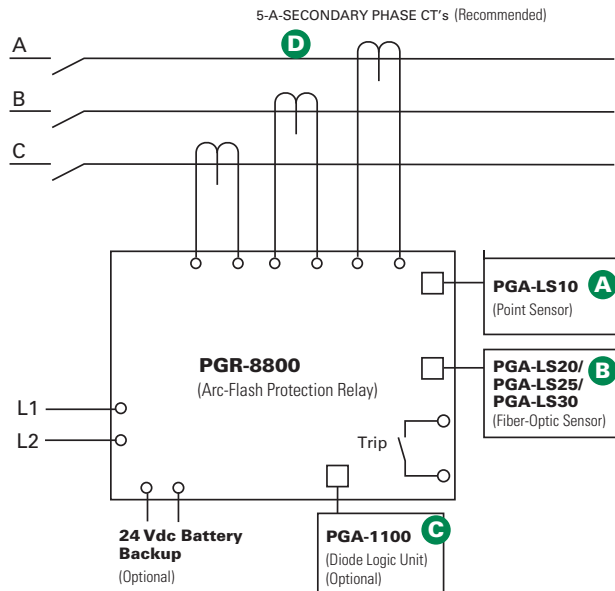 5-A-SECONDARY PHASE CT's (Recommended)
D
A
B
C
PGA-LS10
A
(Point Sensor)
PGR-8800
(Arc-Flash Protection Relay)
PGA-LS20/
PGA-LS25/
PGA-LS30
B
(Fiber-Optic Sensor)
L1
L2
Trip
24 Vdc Battery
Backup
(Optional)
PGA-1100
C
(Diode Logic Unit)
(Optional)